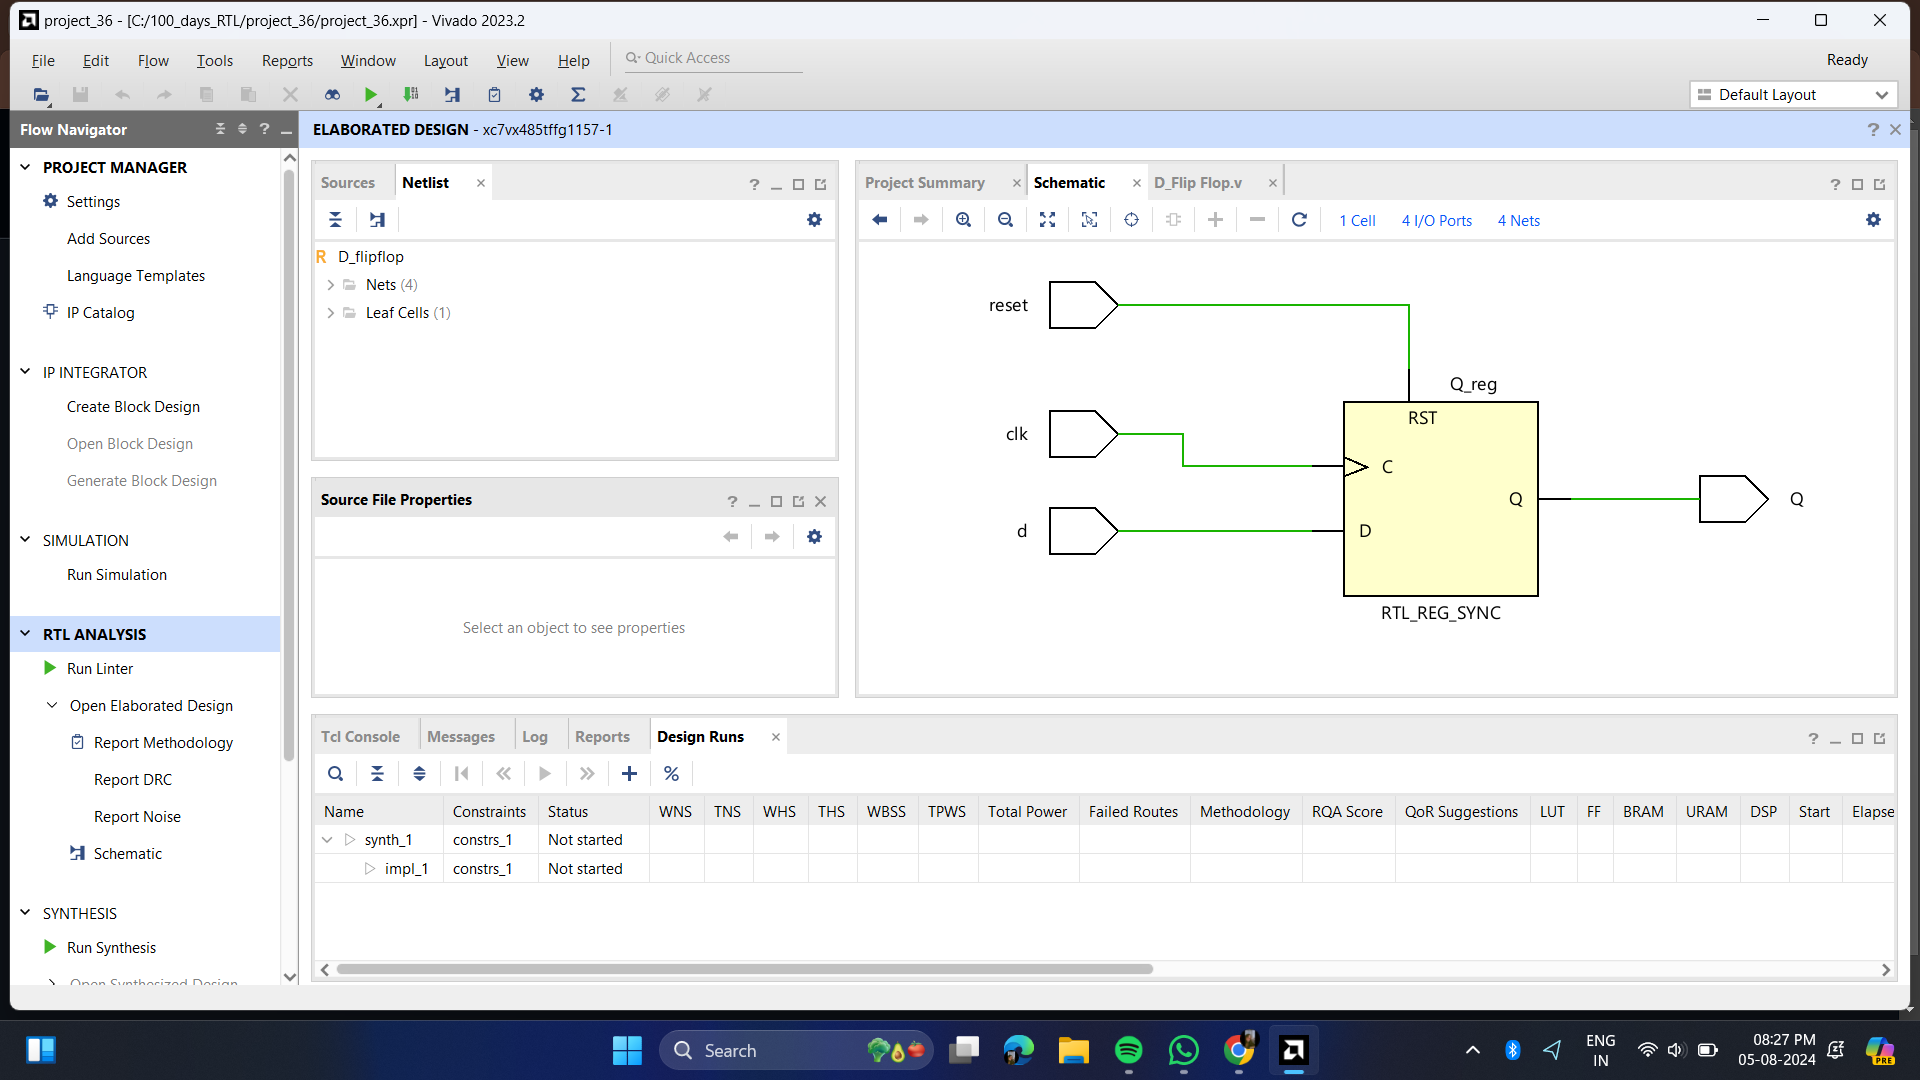 project_36 - [C:/100_days_RTL/project_36/project_36.xpr] - Vivado 2023.2
File Edit Flow Tools Reports Window Layout View Help Quick Access Ready
Default Layout
Flow Navigator
ELABORATED DESIGN - xc7vx485tffg1157-1
PROJECT MANAGER
Settings
Add Sources
Language Templates
IP Catalog
IP INTEGRATOR
Create Block Design
Open Block Design
Generate Block Design
SIMULATION
Run Simulation
RTL ANALYSIS
Run Linter
Open Elaborated Design
Report Methodology
Report DRC
Report Noise
Schematic
SYNTHESIS
Run Synthesis
Open Synthesized Design
Sources Netlist
R D_flipflop
Nets (4)
Leaf Cells (1)
Source File Properties
Select an object to see properties
Project Summary Schematic D_Flip Flop.v
1 Cell 4 I/O Ports 4 Nets
reset
Q_reg
RST
clk
C
Q
Q
d
D
RTL_REG_SYNC
Tcl Console Messages Log Reports Design Runs
Name Constraints Status WNS TNS WHS THS WBSS TPWS Total Power Failed Routes Methodology RQA Score QoR Suggestions LUT FF BRAM URAM DSP Start Elapse
synth_1 constrs_1 Not started
impl_1 constrs_1 Not started
Search
ENG
IN
08:27 PM
05-08-2024
PRE